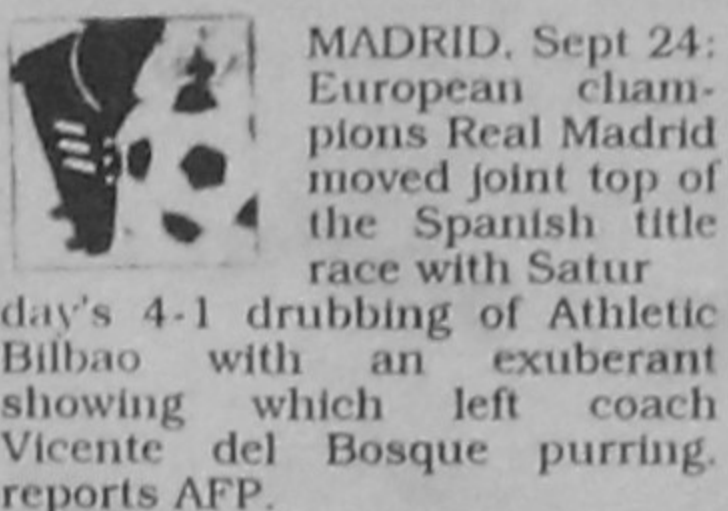 MADRID, Sept 24:
European cham-
pions Real Madrid
moved joint top of
the Spanish title
race with Satur
day's 4-1 drubbing of Athletic
Bilbao with an exuberant
showing which left coach
Vicente del Bosque purring,
reports AFP.